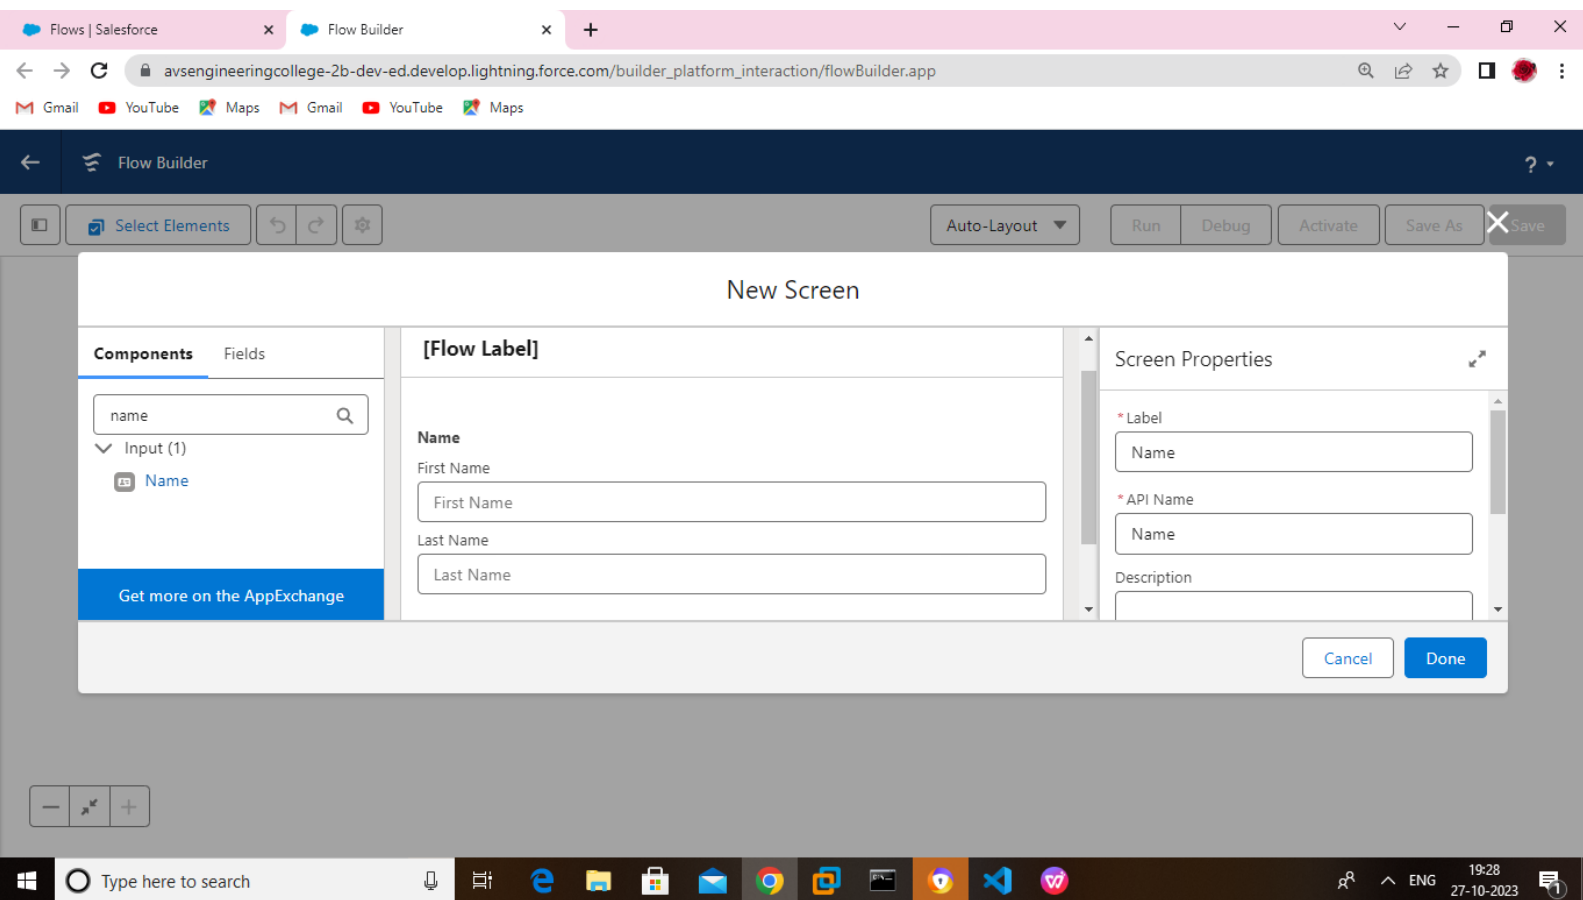 Flows | Salesforce
Flow Builder
avsengineeringcollege-2b-dev-ed.develop.lightning.force.com/builder_platform_interaction/flowBuilder.app
Gmail YouTube Maps Gmail YouTube Maps
Flow Builder
?
Select Elements
Auto-Layout
Run
Debug
Activate
Save As
Save
New Screen
Components
Fields
name
Input (1)
Name
Get more on the AppExchange
[Flow Label]
Name
First Name
First Name
Last Name
Last Name
Screen Properties
*Label
Name
*API Name
Name
Description
Cancel
Done
Type here to search
ENG
19:28
27-10-2023
1